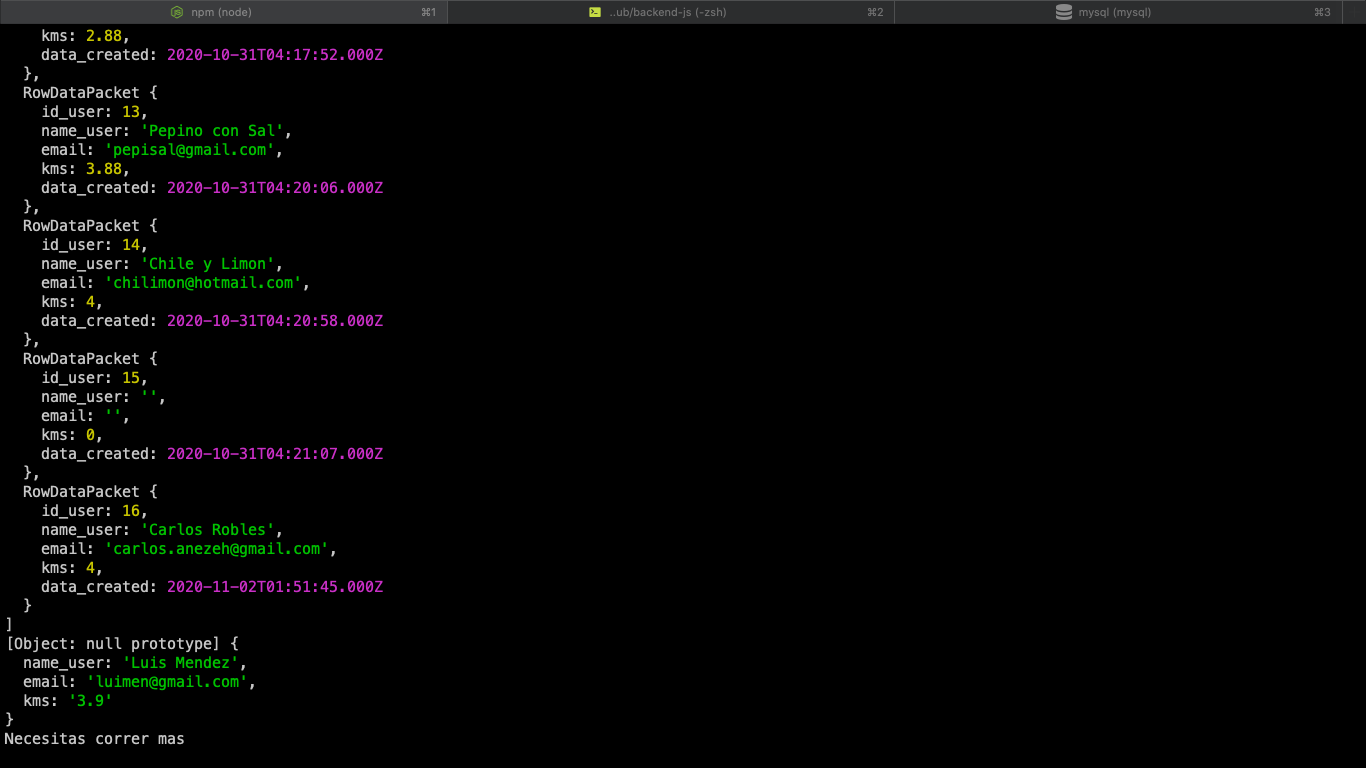 npm (node) ⌘1 ..ub/backend-js (-zsh) ⌘2 mysql (mysql) ⌘3
    kms: 2.88,
    data_created: 2020-10-31T04:17:52.000Z
  },
  RowDataPacket {
    id_user: 13,
    name_user: 'Pepino con Sal',
    email: 'pepisal@gmail.com',
    kms: 3.88,
    data_created: 2020-10-31T04:20:06.000Z
  },
  RowDataPacket {
    id_user: 14,
    name_user: 'Chile y Limon',
    email: 'chilimon@hotmail.com',
    kms: 4,
    data_created: 2020-10-31T04:20:58.000Z
  },
  RowDataPacket {
    id_user: 15,
    name_user: '',
    email: '',
    kms: 0,
    data_created: 2020-10-31T04:21:07.000Z
  },
  RowDataPacket {
    id_user: 16,
    name_user: 'Carlos Robles',
    email: 'carlos.anezeh@gmail.com',
    kms: 4,
    data_created: 2020-11-02T01:51:45.000Z
  }
]
[Object: null prototype] {
  name_user: 'Luis Mendez',
  email: 'luimen@gmail.com',
  kms: '3.9'
}
Necesitas correr mas